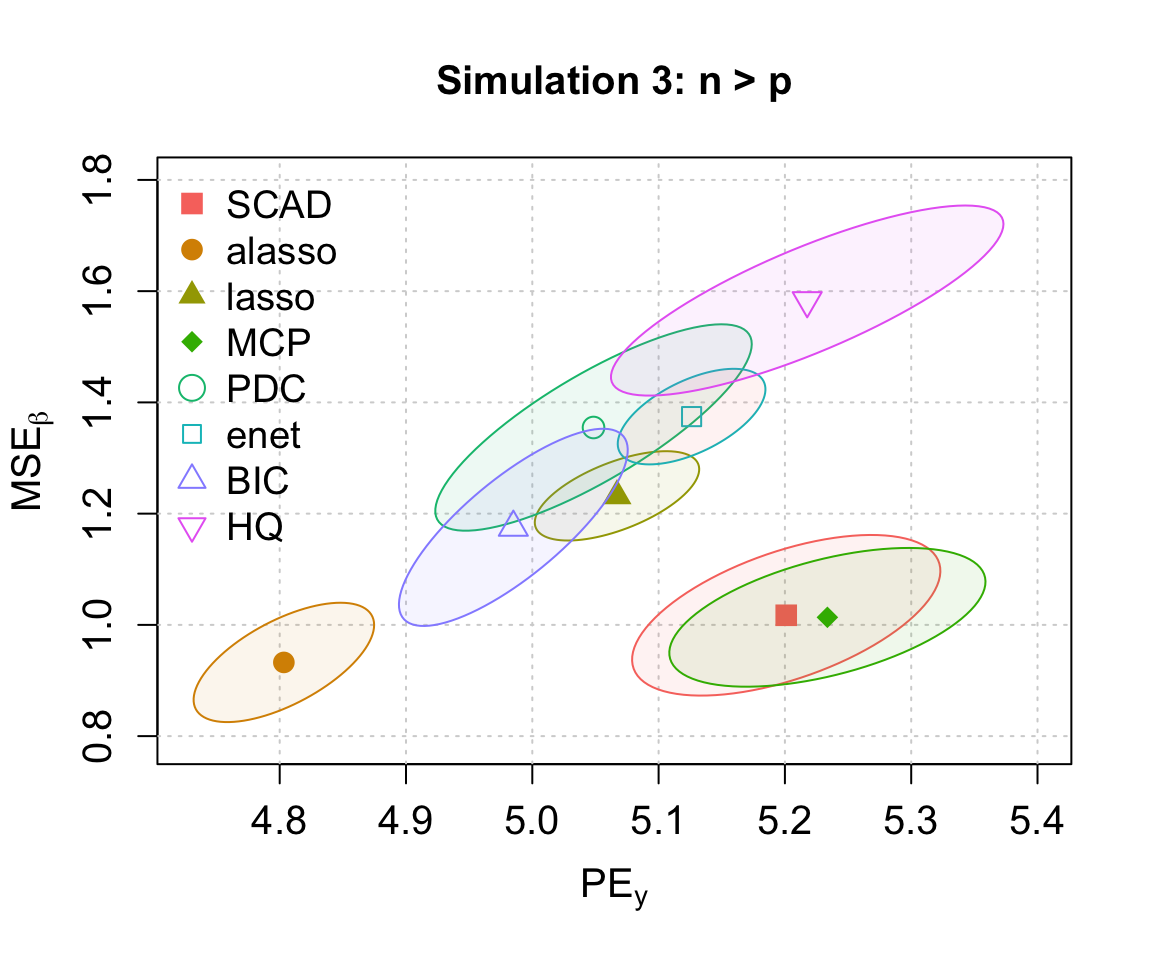 Simulation 3: n > p
SCAD
alasso
lasso
MCP
PDC
enet
BIC
HQ
MSEβ
0.8 1.0 1.2 1.4 1.6 1.8
4.8 4.9 5.0 5.1 5.2 5.3 5.4
PEy